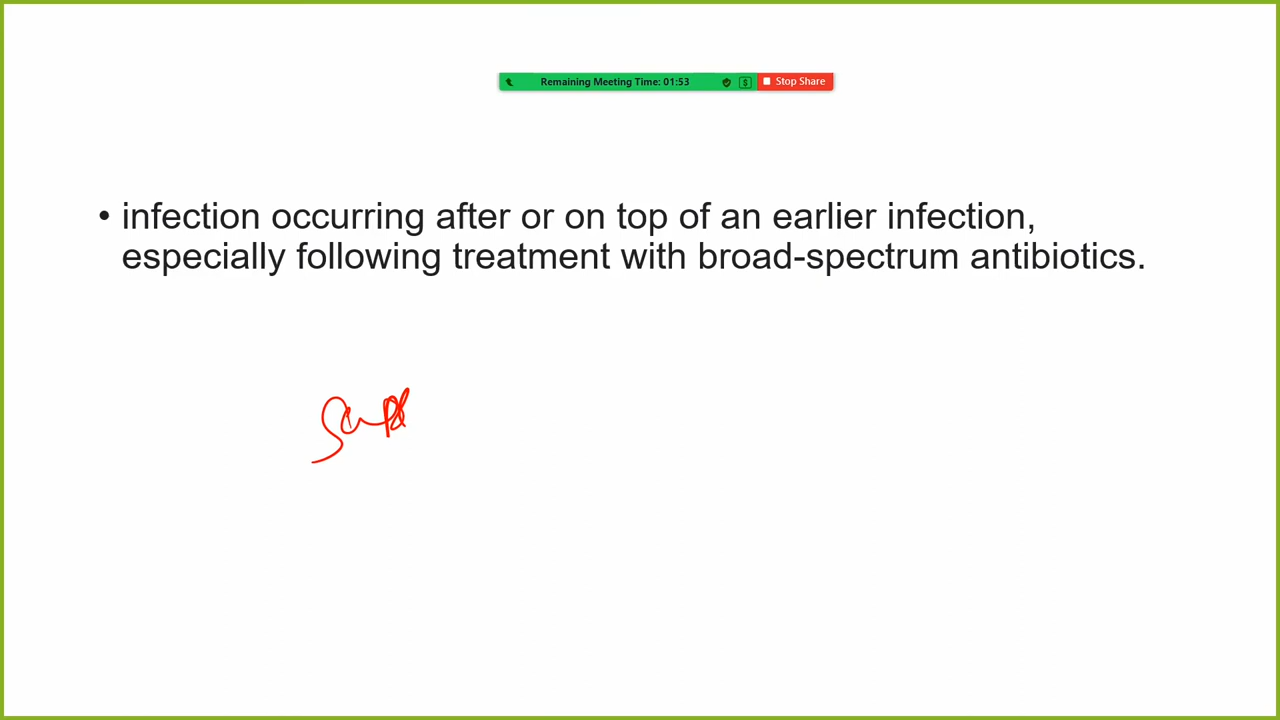 Remaining Meeting Time: 01:53 Stop Share
• infection occurring after or on top of an earlier infection,
especially following treatment with broad-spectrum antibiotics.